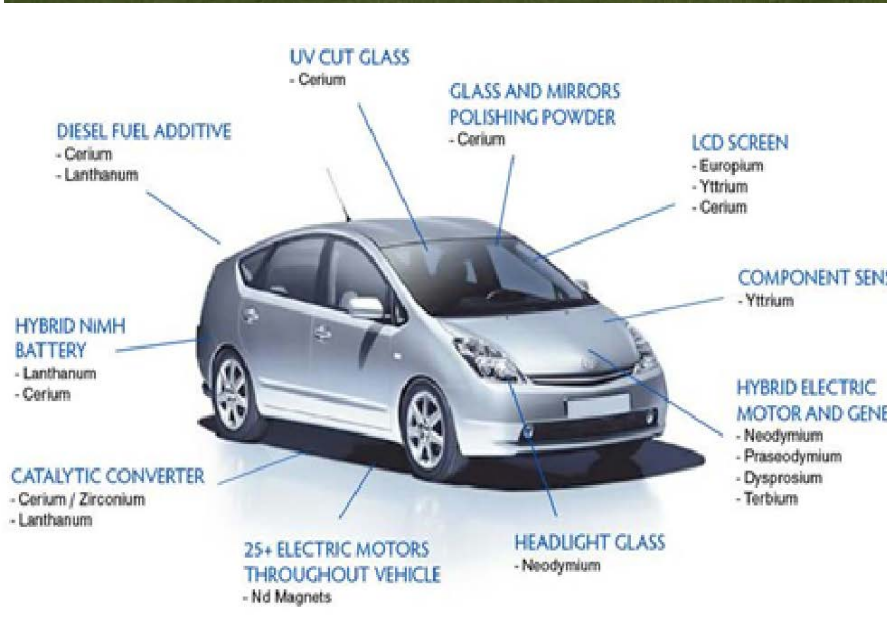 UV CUT GLASS
- Cerium
GLASS AND MIRRORS
POLISHING POWDER
- Cerium
DIESEL FUEL ADDITIVE
- Cerium
- Lanthanum
LCD SCREEN
- Europium
- Yttrium
- Cerium
COMPONENT SENS
- Yttrium
HYBRID NiMH
BATTERY
- Lanthanum
- Cerium
HYBRID ELECTRIC
MOTOR AND GENE
- Neodymium
- Praseodymium
- Dysprosium
- Terbium
CATALYTIC CONVERTER
- Cerium / Zirconium
- Lanthanum
25+ ELECTRIC MOTORS
THROUGHOUT VEHICLE
- Nd Magnets
HEADLIGHT GLASS
- Neodymium